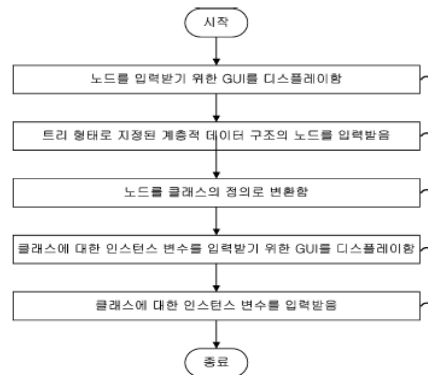 시작
노드를 입력받기 위한 GUI를 디스플레이함
트리 형태로 지정된 계층적 데이터 구조의 노드를 입력받음
노드를 클래스의 정의로 변환함
클래스에 대한 인스턴스 변수를 입력받기 위한 GUI를 디스플레이함
클래스에 대한 인스턴스 변수를 입력받음
종료